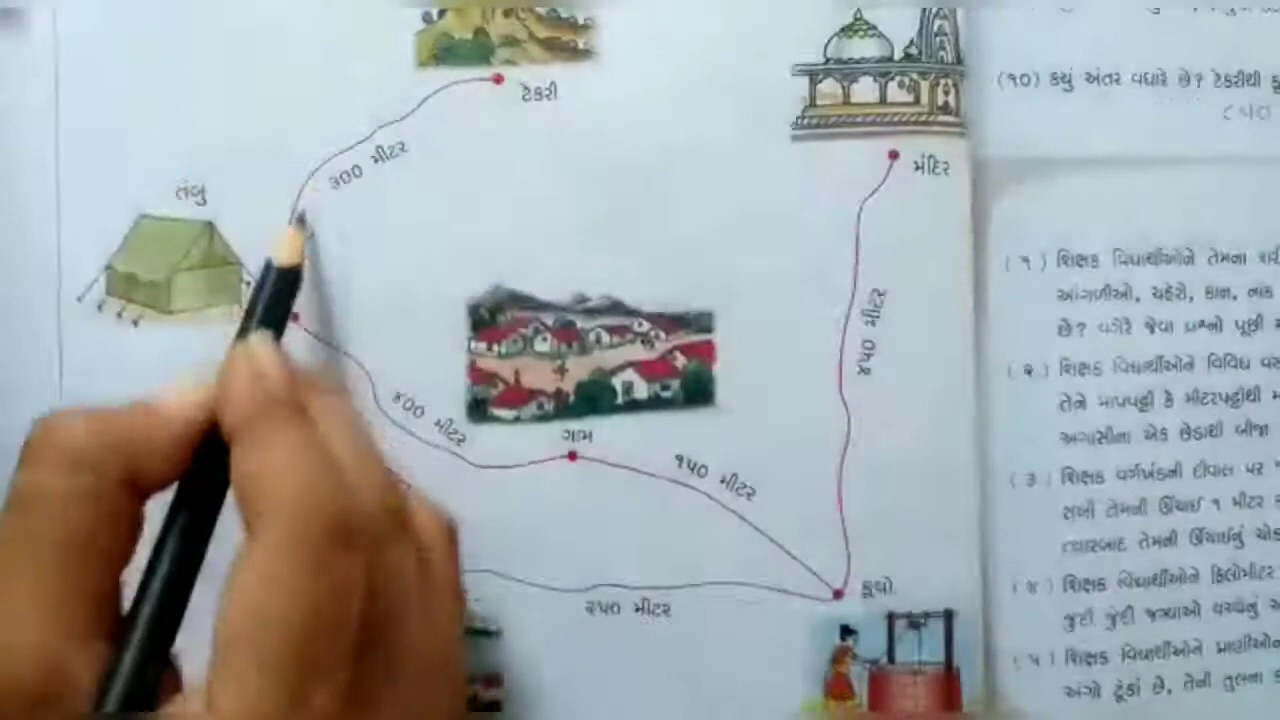 ટેકરી
૩૦૦ મીટર
મંદિર
તંબુ
૪૫૦ મીટર
૪૦૦ મીટર
ગામ
૧૫૦ મીટર
કૂવો
૨૫૦ મીટર
(૧૦) કયું અંતર વધારે છે? ટેકરીથી
૮૫૦
(૧) શિક્ષક વિદ્યાર્થીઓને તેમના
આંગળીઓ, ચહેરો, કાન, નાક
છે? વગેરે જેવા પ્રશ્નો પૂછી
(૨) શિક્ષક વિદ્યાર્થીઓને વિવિધ
તેને માપપટ્ટી કે મીટરપટ્ટીથી
અગાસીના એક છેડાથી બીજા
(૩) શિક્ષક વર્ગખંડની દીવાલ પર
રાખી તેમની ઊંચાઈ ૧ મીટર
ત્યારબાદ તેમની ઊંચાઈનું
(૪) શિક્ષક વિદ્યાર્થીઓને કિલોમીટર
જુદી જુદી જગ્યાઓ વચ્ચેનું
(૫) શિક્ષક વિદ્યાર્થીઓને
અંગો ટૂંકાં છે, તેની તુલના